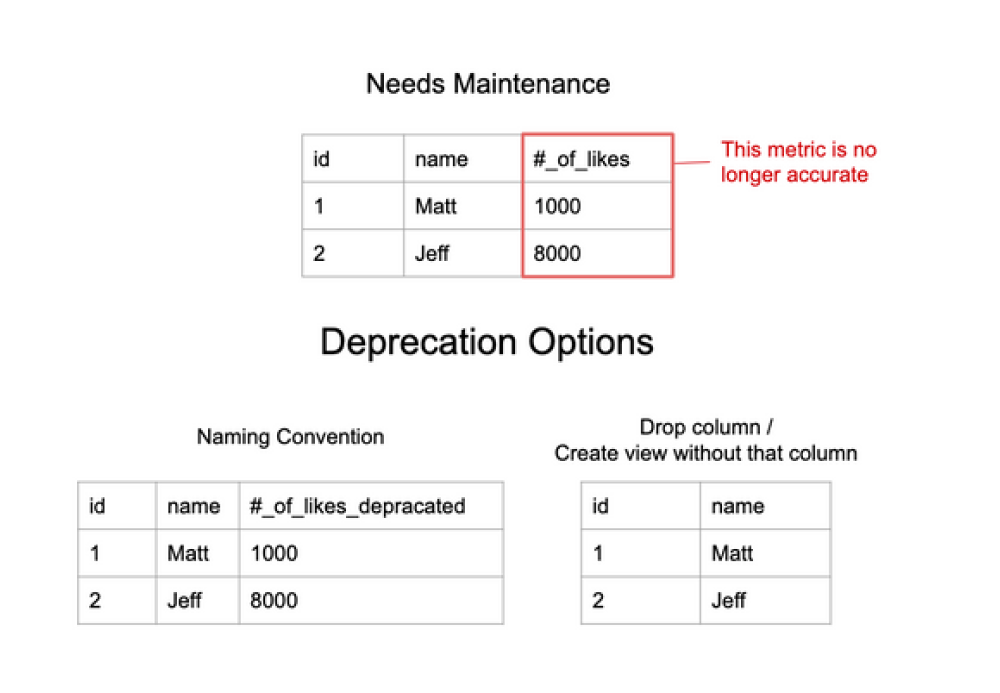 Needs Maintenance
id name #_of_likes
1 Matt 1000
2 Jeff 8000
This metric is no
longer accurate
Deprecation Options
Naming Convention
id name #_of_likes_depracated
1 Matt 1000
2 Jeff 8000
Drop column /
Create view without that column
id name
1 Matt
2 Jeff